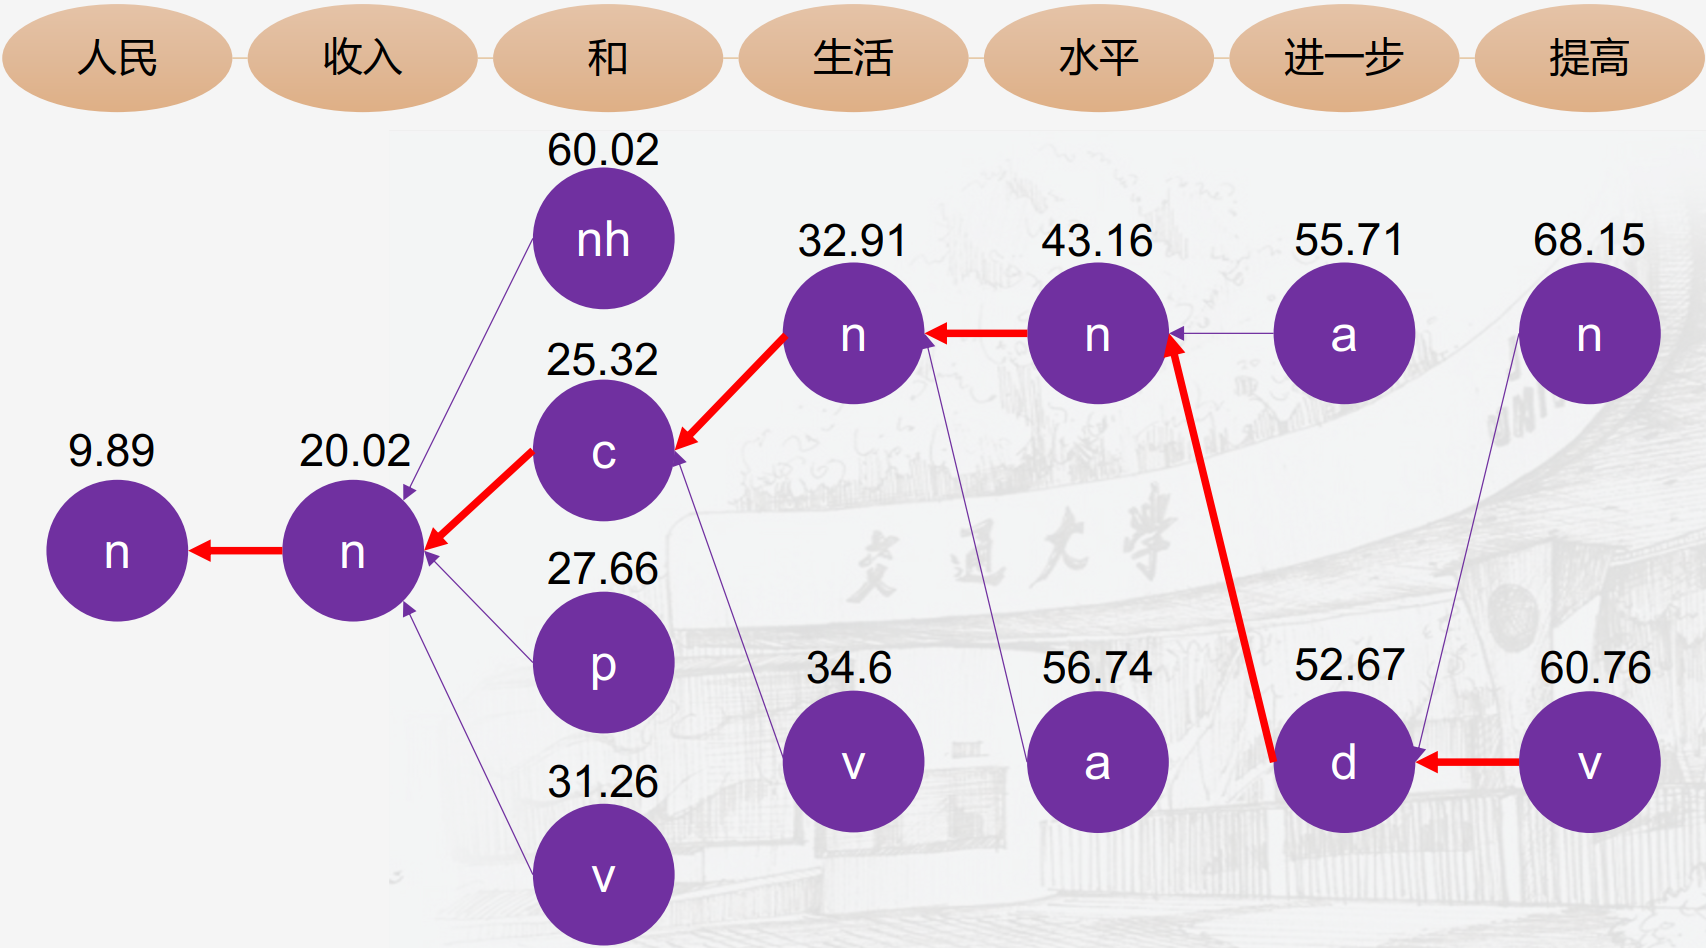 人民 收入 和 生活 水平 进一步 提高
60.02
nh
32.91 43.16 55.71 68.15
n n a n
25.32
c
9.89 20.02
n n
27.66
p
交通大学
34.6 56.74 52.67 60.76
v a d v
31.26
v